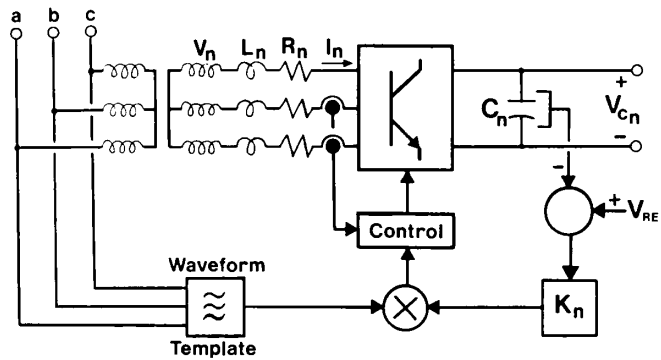 a b c
Vn Ln Rn In
Cn
+
VCn
-
-
+ VRE
Control
Waveform
Template
Kn